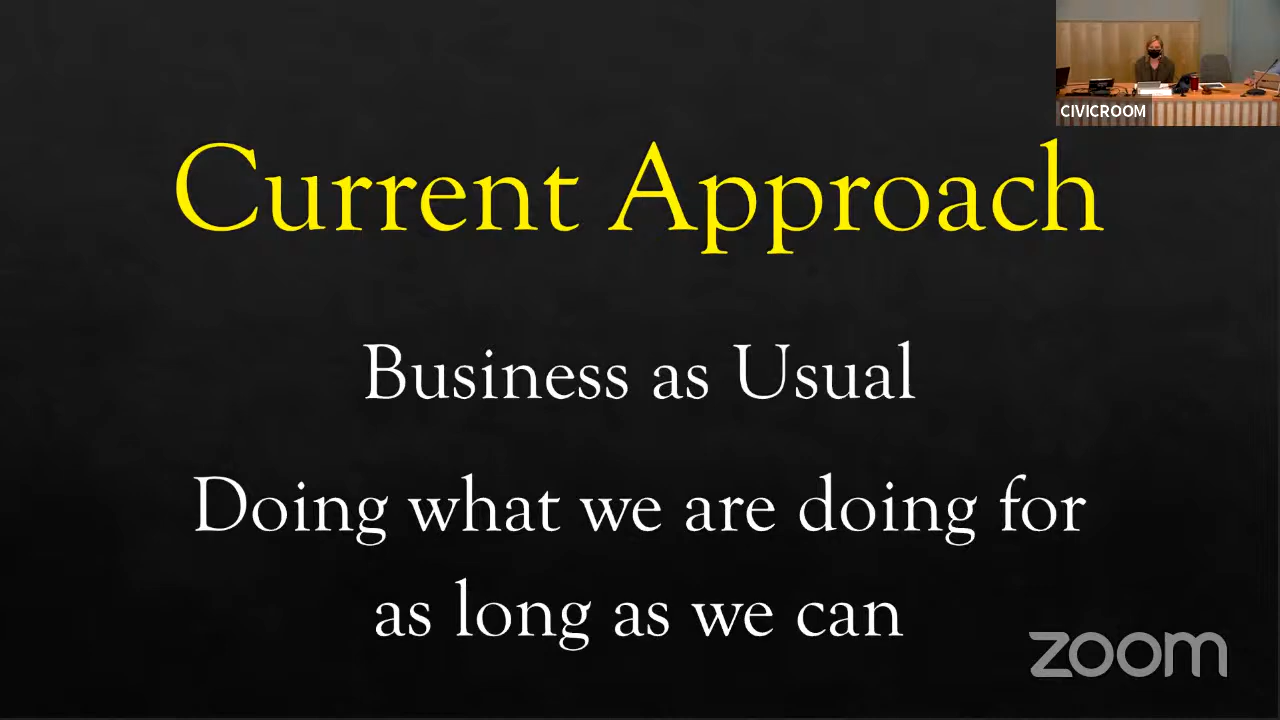 CIVICROOM
Current Approach
Business as Usual
Doing what we are doing for
as long as we can
zoom